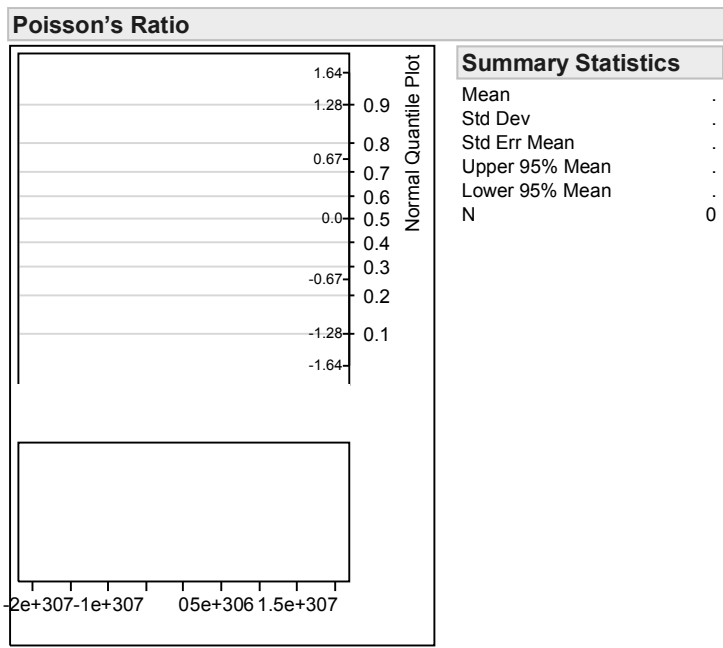 Poisson's Ratio
1.64
1.28
0.67
0.0
-0.67
-1.28
-1.64
0.9
0.8
0.7
0.6
0.5
0.4
0.3
0.2
0.1
Normal Quantile Plot
-2e+307 -1e+307 0 5e+306 1.5e+307
Summary Statistics
Mean .
Std Dev .
Std Err Mean .
Upper 95% Mean .
Lower 95% Mean .
N 0